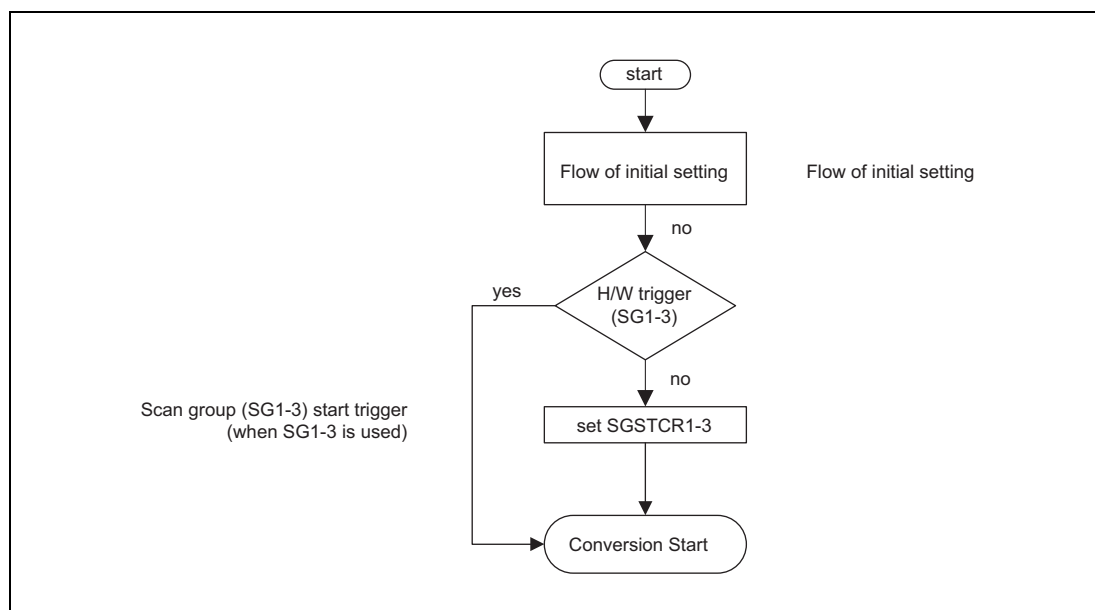 start
Flow of initial setting
Flow of initial setting
no
yes
H/W trigger
(SG1-3)
no
Scan group (SG1-3) start trigger
(when SG1-3 is used)
set SGSTCR1-3
Conversion Start